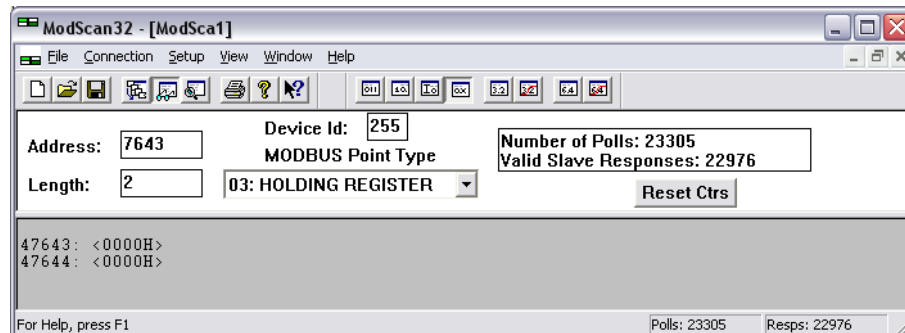 ModScan32 - [ModSca1]
File Connection Setup View Window Help
Address: 7643
Device Id: 255
MODBUS Point Type
Length: 2
03: HOLDING REGISTER
Number of Polls: 23305
Valid Slave Responses: 22976
Reset Ctrs
47643: <0000H>
47644: <0000H>
For Help, press F1
Polls: 23305
Resps: 22976